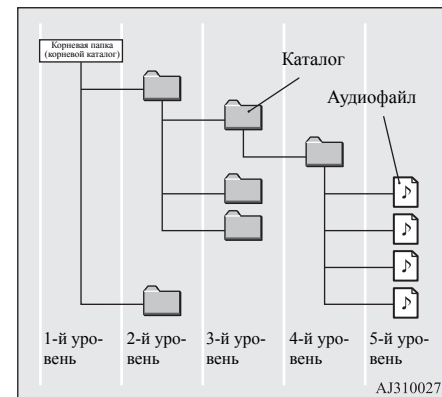 Корневая папка
(корневой каталог)
Каталог
Аудиофайл
1-й уро-
вень
2-й уро-
вень
3-й уро-
вень
4-й уро-
вень
5-й уро-
вень
AJ3100273